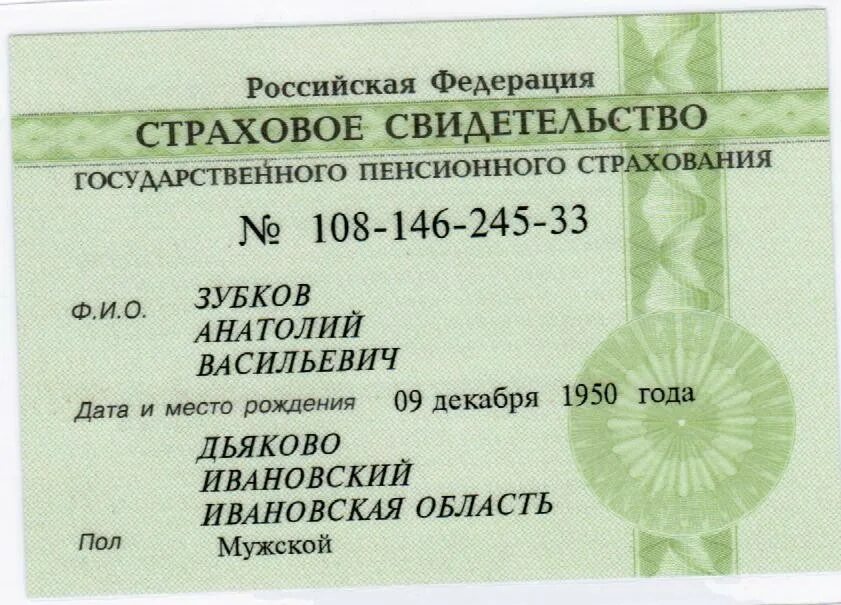 Российская Федерация
СТРАХОВОЕ СВИДЕТЕЛЬСТВО
ГОСУДАРСТВЕННОГО ПЕНСИОННОГО СТРАХОВАНИЯ
№ 108-146-245-33
Ф.И.О. ЗУБКОВ
АНАТОЛИЙ
ВАСИЛЬЕВИЧ
Дата и место рождения 09 декабря 1950 года
ДЬЯКОВО
ИВАНОВСКИЙ
ИВАНОВСКАЯ ОБЛАСТЬ
Пол Мужской